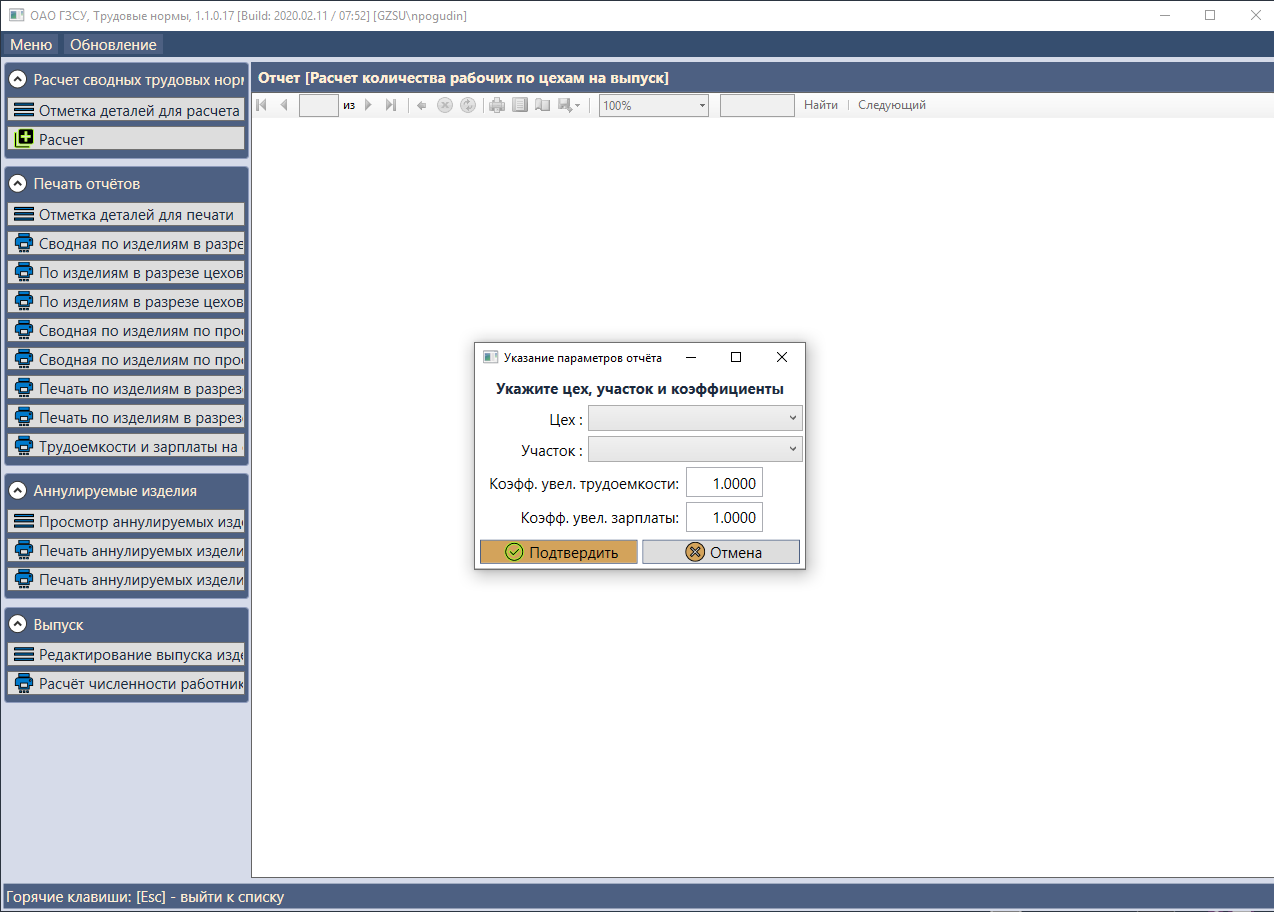 ОАО ГЗСУ, Трудовые нормы, 1.1.0.17 [Build: 2020.02.11 / 07:52] [GZSU\npogudin]
Меню Обновление
Расчет сводных трудовых норм
Отметка деталей для расчета
Расчет
Печать отчётов
Отметка деталей для печати
Сводная по изделиям в разре
По изделиям в разрезе цехов
По изделиям в разрезе цехов
Сводная по изделиям по про
Сводная по изделиям по про
Печать по изделиям в разрез
Печать по изделиям в разрез
Трудоемкости и зарплаты на
Аннулируемые изделия
Просмотр аннулируемых изд
Печать аннулируемых издели
Печать аннулируемых издели
Выпуск
Редактирование выпуска изде
Расчёт численности работник
Отчет [Расчет количества рабочих по цехам на выпуск]
из 100% Найти Следующий
Указание параметров отчёта
Укажите цех, участок и коэффициенты
Цех :
Участок :
Коэфф. увел. трудоемкости: 1.0000
Коэфф. увел. зарплаты: 1.0000
Подтвердить Отмена
Горячие клавиши: [Esc] - выйти к списку